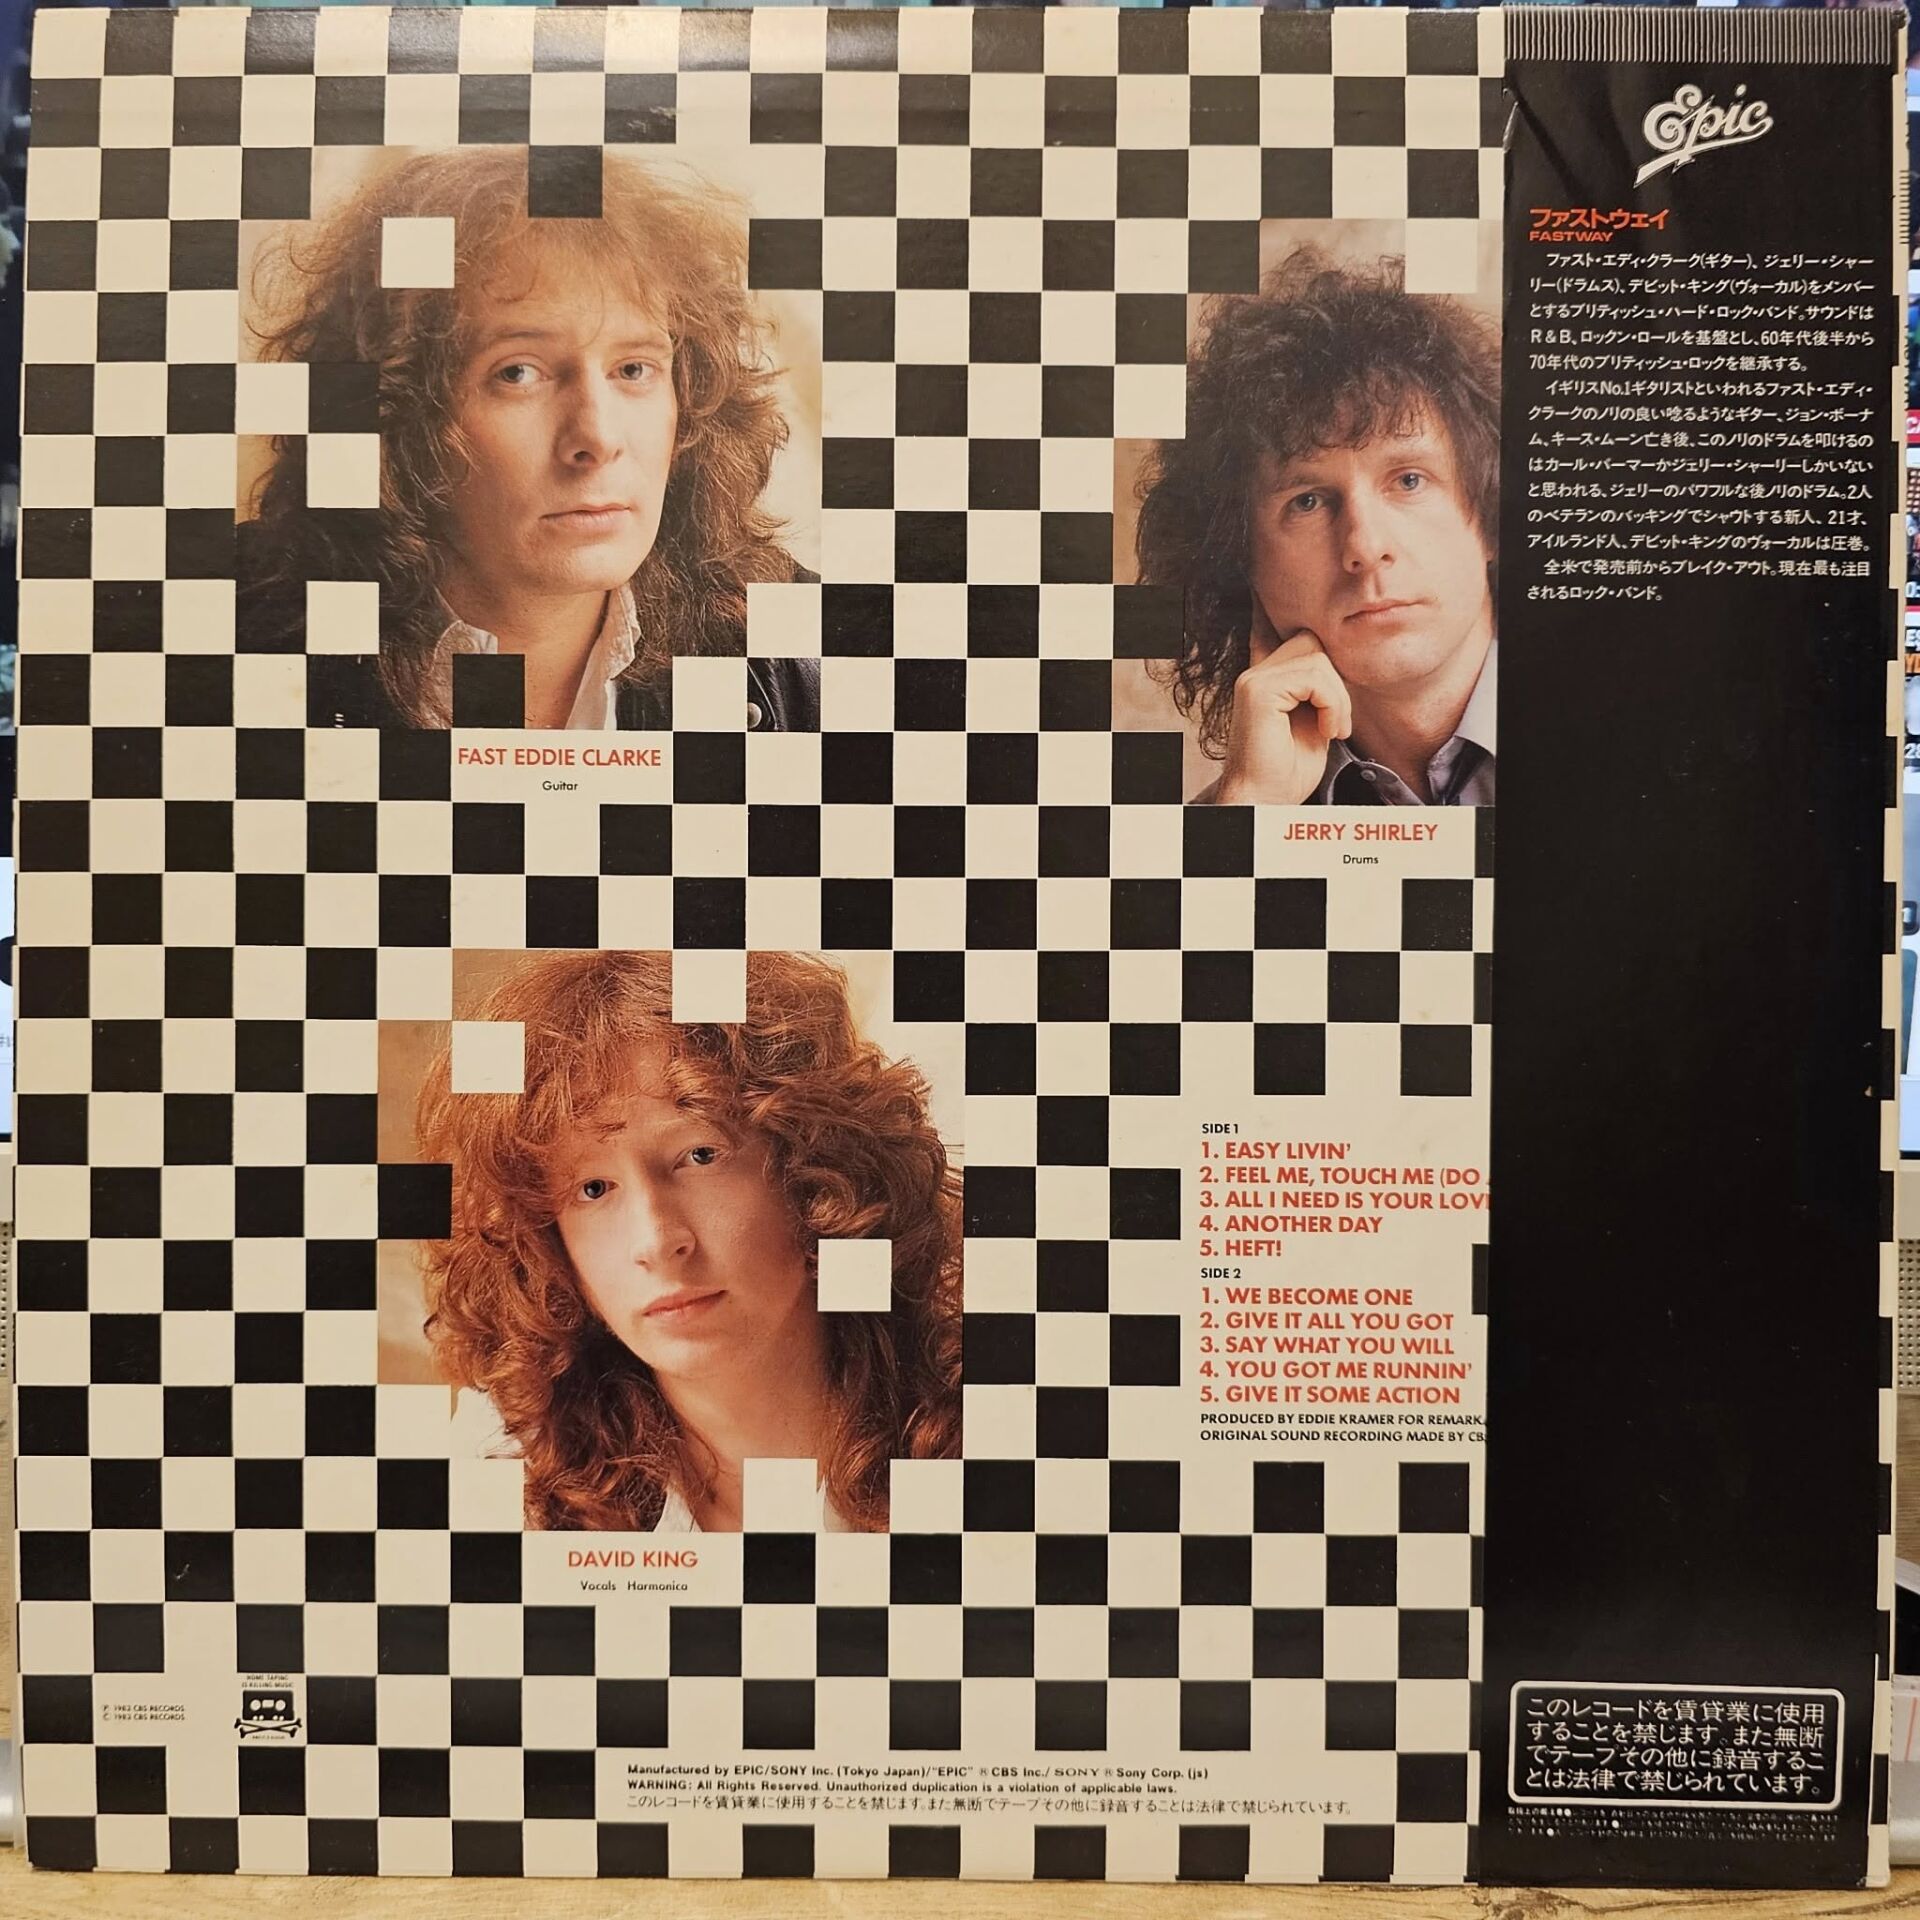 Epic
ファストウェイ
FASTWAY
ファスト・エディ・クラーク(ギター)、ジェリー・シャー
リー(ドラムス)、デビット・キング(ヴォーカル)をメンバー
とするブリティッシュ・ハード・ロック・バンド。サウンドは
R&B、ロックン・ロールを基盤とし、60年代後半から
70年代のブリティッシュ・ロックを継承する。
イギリスNo.1ギタリストといわれるファスト・エディ・
クラークのノリの良い唸るようなギター、ジョン・ボーナ
ム、キース・ムーン亡き後、このノリのドラムを叩けるの
はカール・パーマーかジェリー・シャーリーしかいない
と思われる、ジェリーのパワフルな後ノリのドラム。2人
のベテランのバッキングでシャウトする新人、21才、
アイルランド人、デビット・キングのヴォーカルは圧巻。
全米で発売前からブレイク・アウト。現在最も注目
されるロック・バンド。
FAST EDDIE CLARKE
Guitar
JERRY SHIRLEY
Drums
DAVID KING
Vocals Harmonica
SIDE 1
1. EASY LIVIN'
2. FEEL ME, TOUCH ME (DO
3. ALL I NEED IS YOUR LOV
4. ANOTHER DAY
5. HEFT!
SIDE 2
1. WE BECOME ONE
2. GIVE IT ALL YOU GOT
3. SAY WHAT YOU WILL
4. YOU GOT ME RUNNIN'
5. GIVE IT SOME ACTION
PRODUCED BY EDDIE KRAMER FOR REMARK
ORIGINAL SOUND RECORDING MADE BY CB
HOME TAPING
IS KILLING MUSIC
℗ 1983 CBS RECORDS
© 1983 CBS RECORDS
Manufactured by EPIC/SONY Inc. (Tokyo Japan)/"EPIC" ® CBS Inc./ SONY ® Sony Corp. (js)
WARNING: All Rights Reserved. Unauthorized duplication is a violation of applicable laws.
このレコードを賃貸業に使用することを禁じます。また無断でテープその他に録音することは法律で禁じられています。
このレコードを賃貸業に使用
することを禁じます。また無断
でテープその他に録音するこ
とは法律で禁じられています。